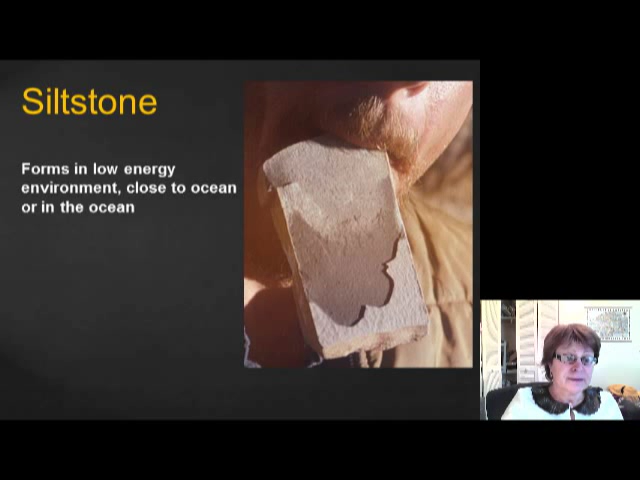 Siltstone
Forms in low energy
environment, close to ocean
or in the ocean